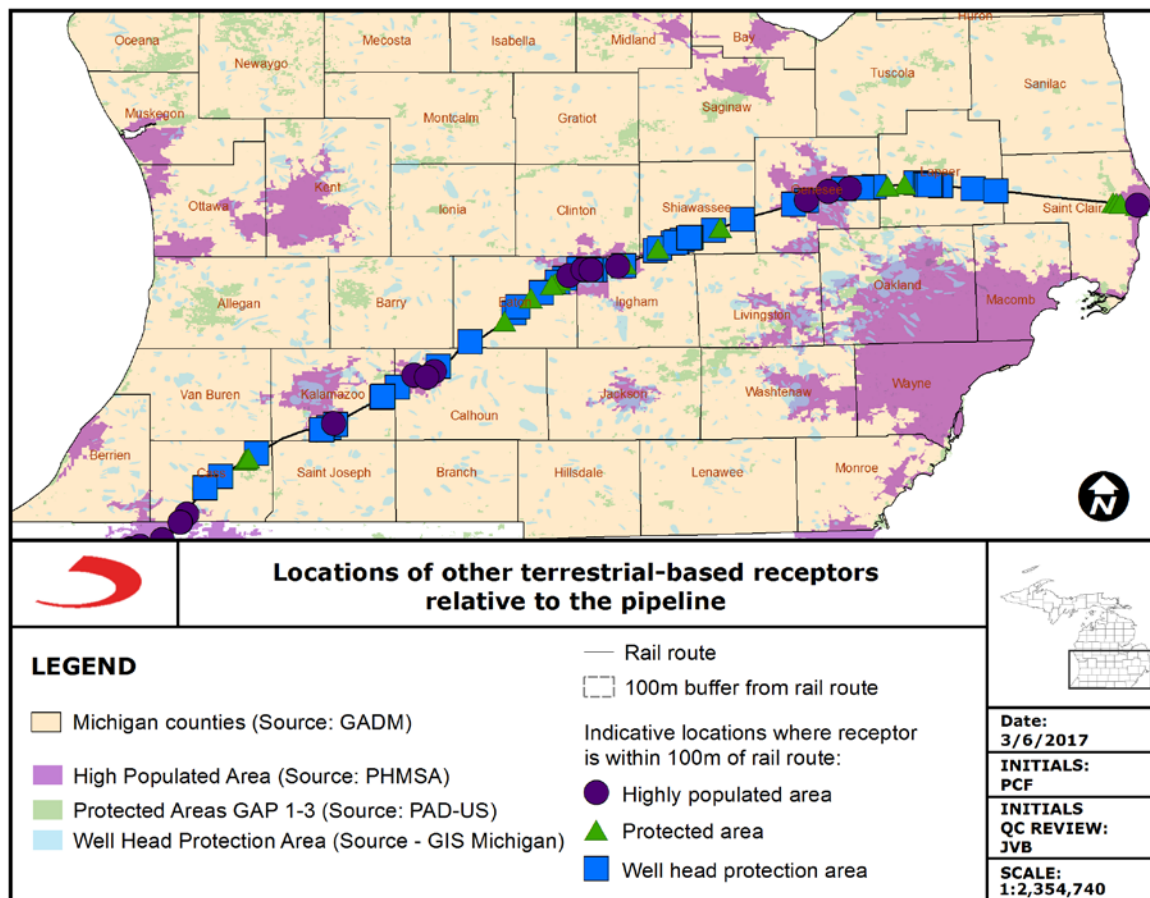 Huron
Oceana
Mecosta
Isabella
Midland
Bay
Newaygo
Tuscola
Sanilac
Muskegon
Montcalm
Gratiot
Saginaw
Kent
Lapeer
Genesee
Ottawa
Ionia
Clinton
Shiawassee
Saint Clair
Allegan
Barry
Eaton
Ingham
Livingston
Oakland
Macomb
Van Buren
Kalamazoo
Calhoun
Jackson
Washtenaw
Wayne
Berrien
Cass
Saint Joseph
Branch
Hillsdale
Lenawee
Monroe
N
Locations of other terrestrial-based receptors
relative to the pipeline
LEGEND
Michigan counties (Source: GADM)
High Populated Area (Source: PHMSA)
Protected Areas GAP 1-3 (Source: PAD-US)
Well Head Protection Area (Source - GIS Michigan)
Rail route
100m buffer from rail route
Indicative locations where receptor
is within 100m of rail route:
Highly populated area
Protected area
Well head protection area
Date:
3/6/2017
INITIALS:
PCF
INITIALS
QC REVIEW:
JVB
SCALE:
1:2,354,740